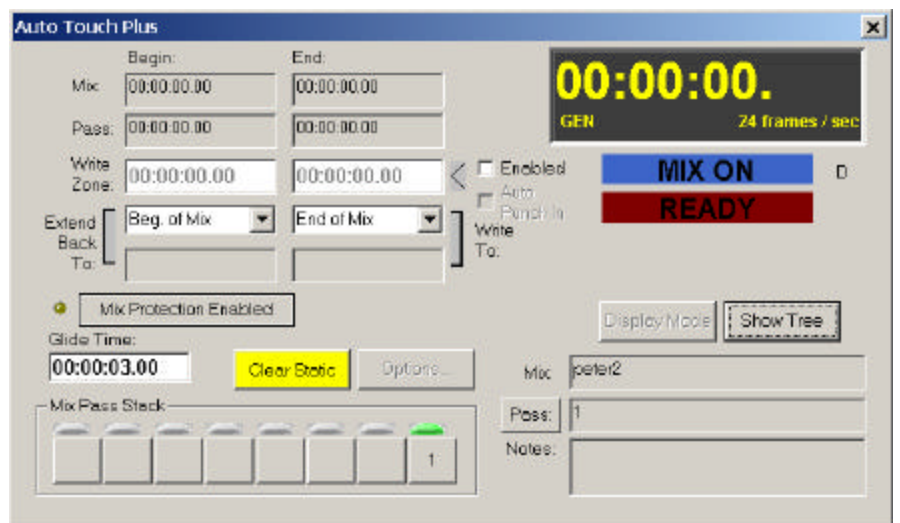 Auto Touch Plus
Begin: End:
Mix: 00:00:00.00 00:00:00.00
00:00:00.
GEN 24 frames / sec
Pass: 00:00:00.00 00:00:00.00
Write Zone: 00:00:00.00 00:00:00.00 < Enabled
Auto Punch In
MIX ON D
READY
Extend Back To: Beg. of Mix End of Mix Write To:
Mix Protection Enabled
Display Mode Show Tree
Glide Time:
00:00:03.00 Clear Static Options...
Mix: peter2
Mix Pass Stack
Pass: 1
1
Notes: